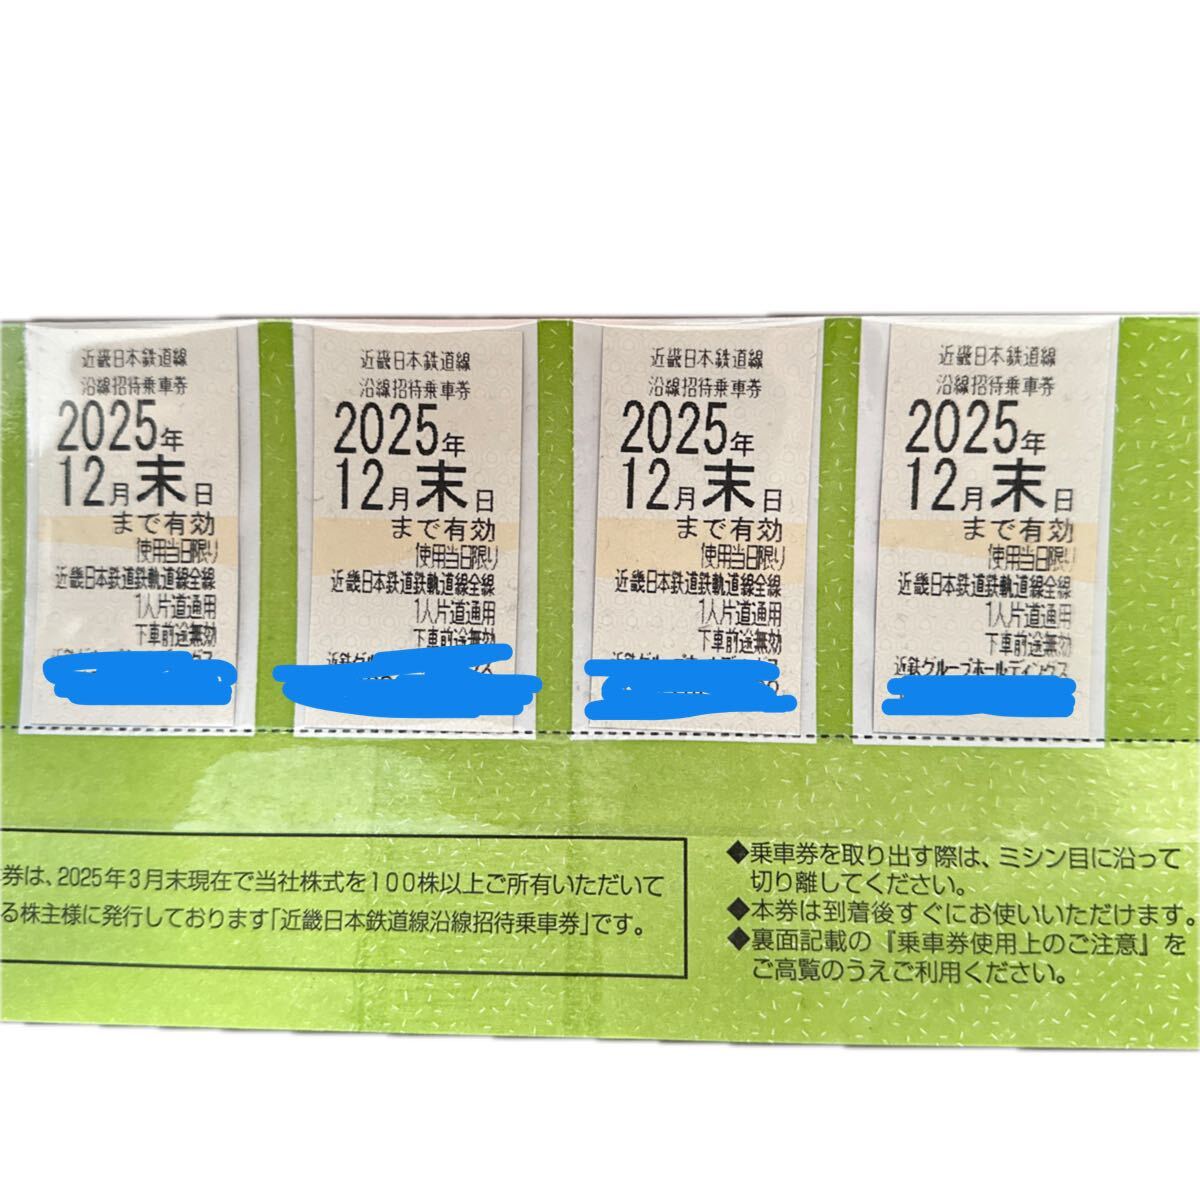 近畿日本鉄道線
沿線招待乗車券
2025年
12月末日
まで有効
使用当日限り
近畿日本鉄道鉄軌道線全線
1人片道通用
下車前途無効
近畿日本鉄道線
沿線招待乗車券
2025年
12月末日
まで有効
使用当日限り
近畿日本鉄道鉄軌道線全線
1人片道通用
下車前途無効
近畿日本鉄道線
沿線招待乗車券
2025年
12月末日
まで有効
使用当日限り
近畿日本鉄道鉄軌道線全線
1人片道通用
下車前途無効
近畿日本鉄道線
沿線招待乗車券
2025年
12月末日
まで有効
使用当日限り
近畿日本鉄道鉄軌道線全線
1人片道通用
下車前途無効
近鉄グループホールディングス
券は、2025年3月末現在で当社株式を100株以上ご所有いただいて
る株主様に発行しております「近畿日本鉄道線沿線招待乗車券」です。
◆乗車券を取り出す際は、ミシン目に沿って
切り離してください。
◆本券は到着後すぐにお使いいただけます。
◆裏面記載の『乗車券使用上のご注意』を
ご高覧のうえご利用ください。